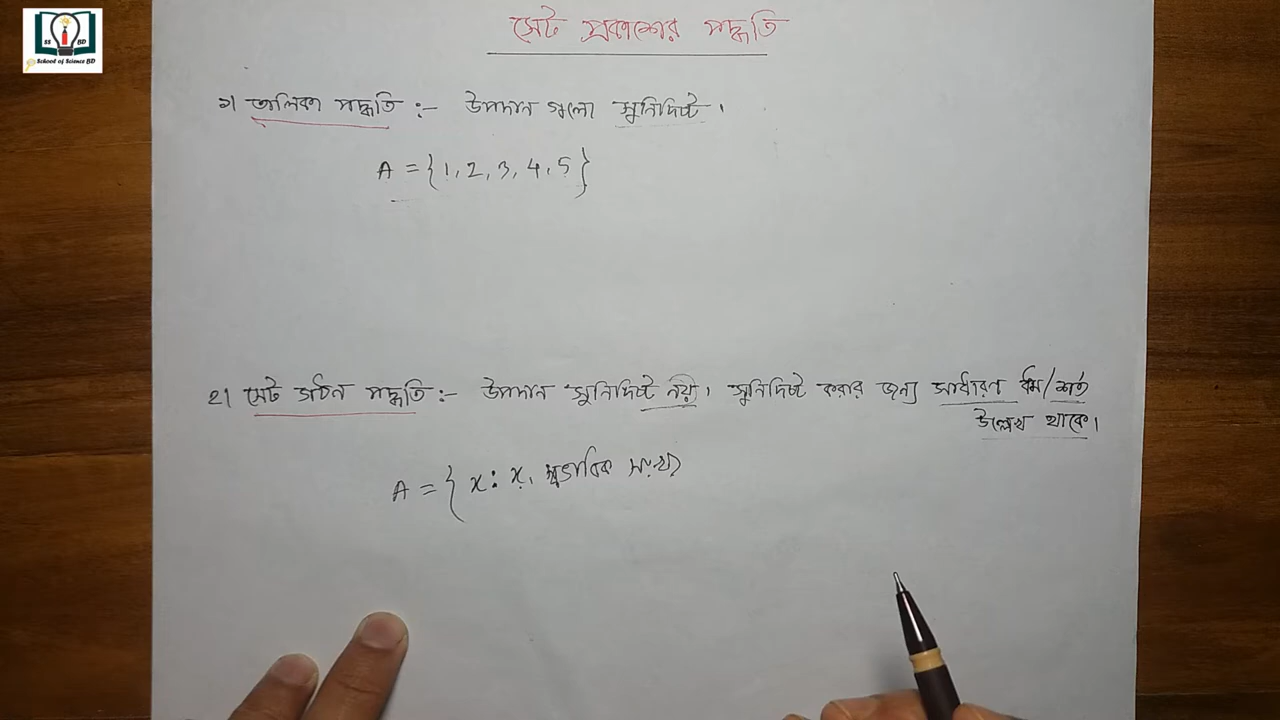 SS BD
School of Science BD
সেট প্রকাশের পদ্ধতি
১। তালিকা পদ্ধতি :- উপাদান গুলো সুনির্দিষ্ট ।
A = {1, 2, 3, 4, 5}
২। সেট গঠন পদ্ধতি :- উপাদান সুনির্দিষ্ট নয়। সুনির্দিষ্ট করার জন্য সাধারণ ধর্ম/শর্ত
উল্লেখ থাকে।
A = { x : x, স্বাভাবিক সংখ্যা